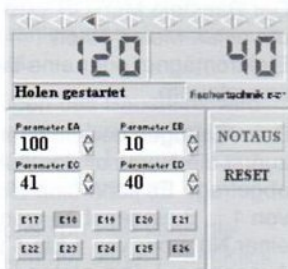 120 40
Holen gestartet Fischertechnik
Parameter EA Parameter EB
100 10
Parameter EC Parameter ED
41 40
NOTAUS
RESET
E17 E18 E19 E20 E21
E22 E23 E24 E25 E26